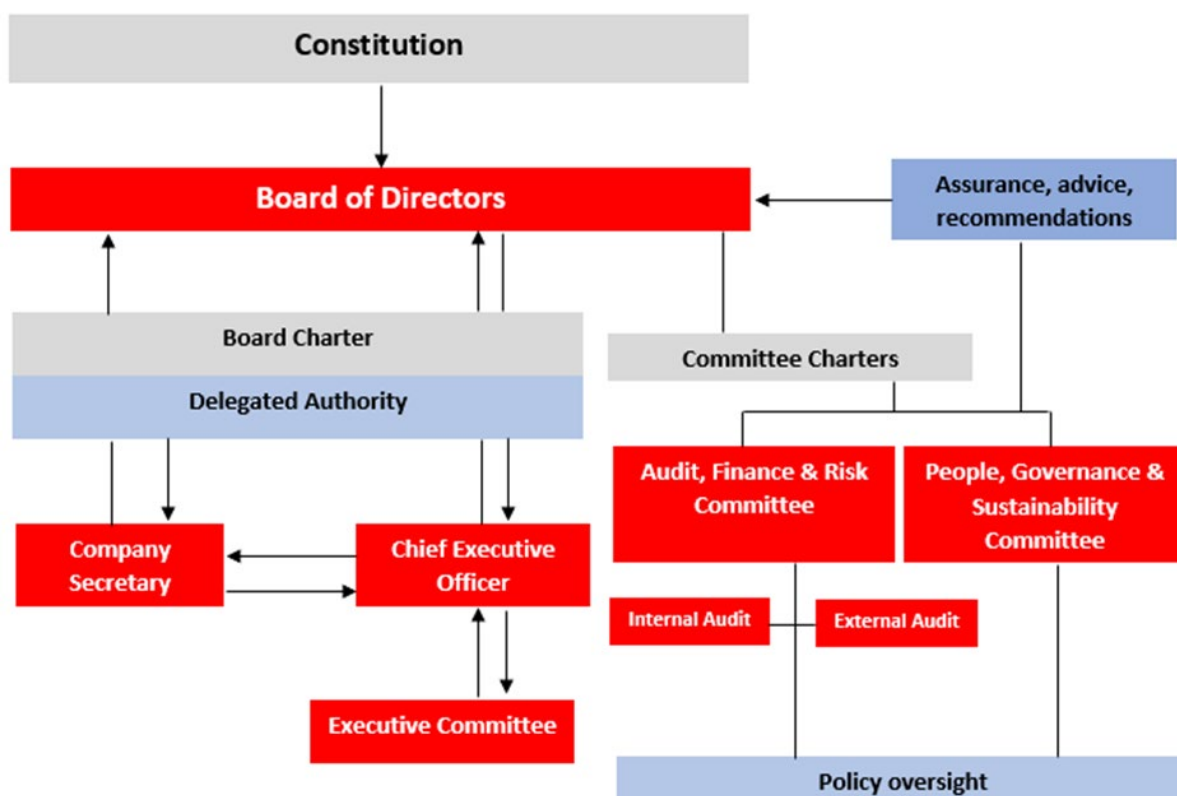 Constitution
Board of Directors
Assurance, advice,
recommendations
Board Charter
Delegated Authority
Committee Charters
Audit, Finance & Risk
Committee
People, Governance &
Sustainability
Committee
Company
Secretary
Chief Executive
Officer
Internal Audit
External Audit
Executive Committee
Policy oversight